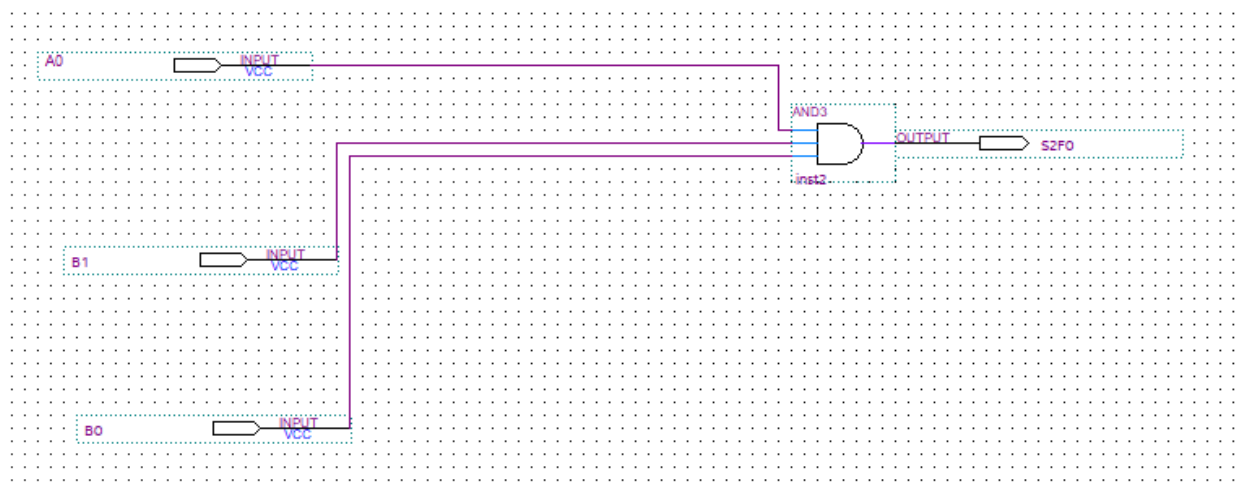 A0
INPUT
VCC
AND3
OUTPUT
S2F0
inst2
B1
INPUT
VCC
B0
INPUT
VCC